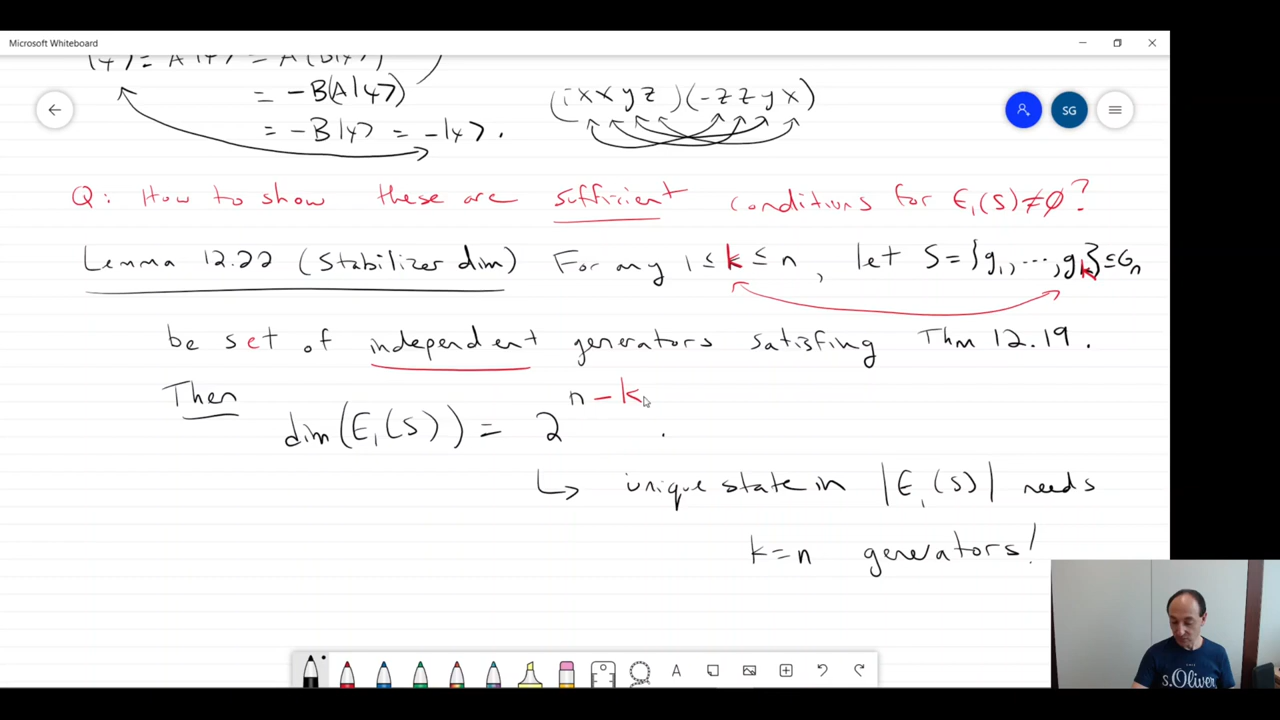 Microsoft Whiteboard
|ψ> = A|ψ> = A(B|ψ>)
= -B(A|ψ>)
= -B|ψ> = -|ψ>.
(iXXYZ)(-ZZYX)
SG
Q: How to show these are sufficient conditions for E₁(S)≠∅?
Lemma 12.22 (Stabilizer dim) For any 1 ≤ k ≤ n, let S={g₁,...,gₖ}≤Gₙ
be set of independent generators satisfing Thm 12.19.
Then
dim(E₁(S)) = 2^(n-k).
↳ unique state in |E₁(S)| needs
k=n generators!
A
s.Oliver